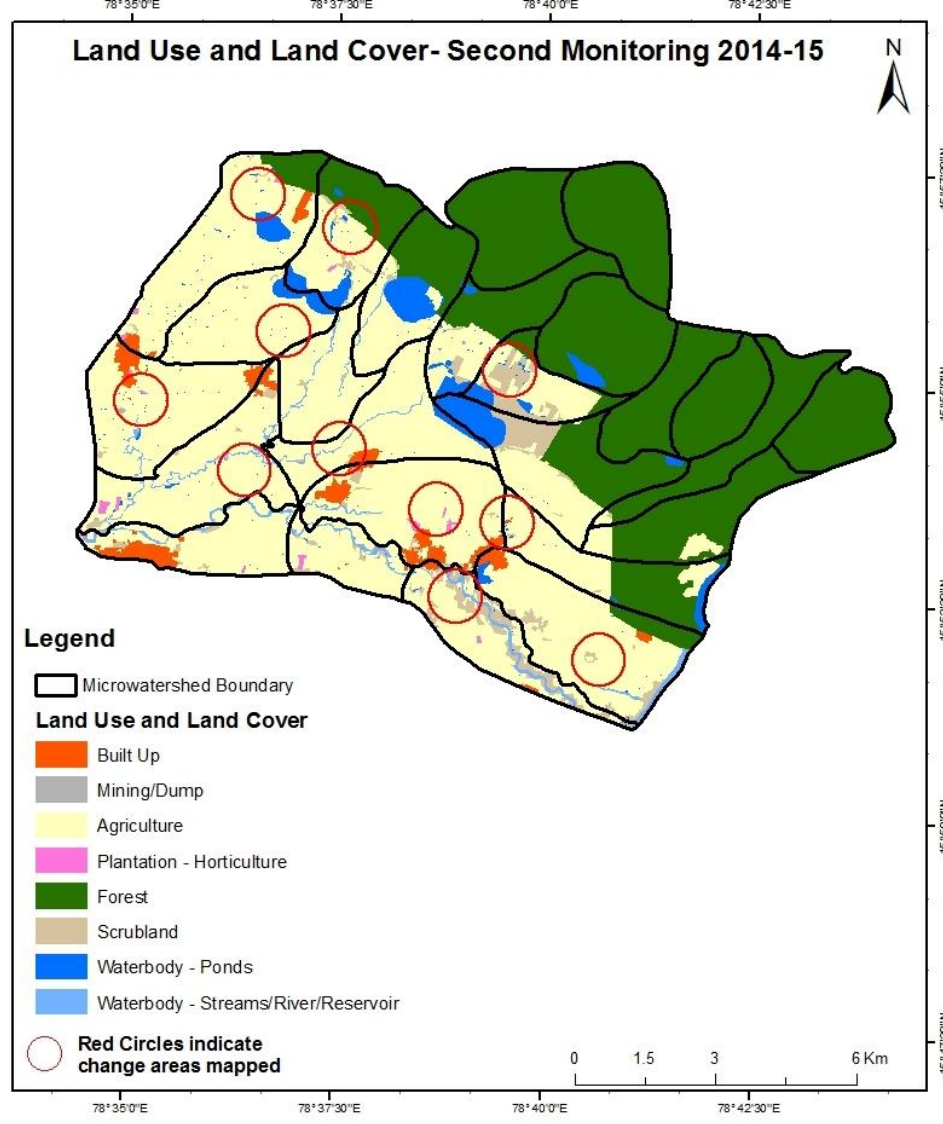 78°35'0"E 78°37'30"E 78°40'0"E 78°42'30"E
Land Use and Land Cover- Second Monitoring 2014-15
N
Legend
Microwatershed Boundary
Land Use and Land Cover
Built Up
Mining/Dump
Agriculture
Plantation - Horticulture
Forest
Scrubland
Waterbody - Ponds
Waterbody - Streams/River/Reservoir
Red Circles indicate
change areas mapped
0 1.5 3 6 Km
78°35'0"E 78°37'30"E 78°40'0"E 78°42'30"E